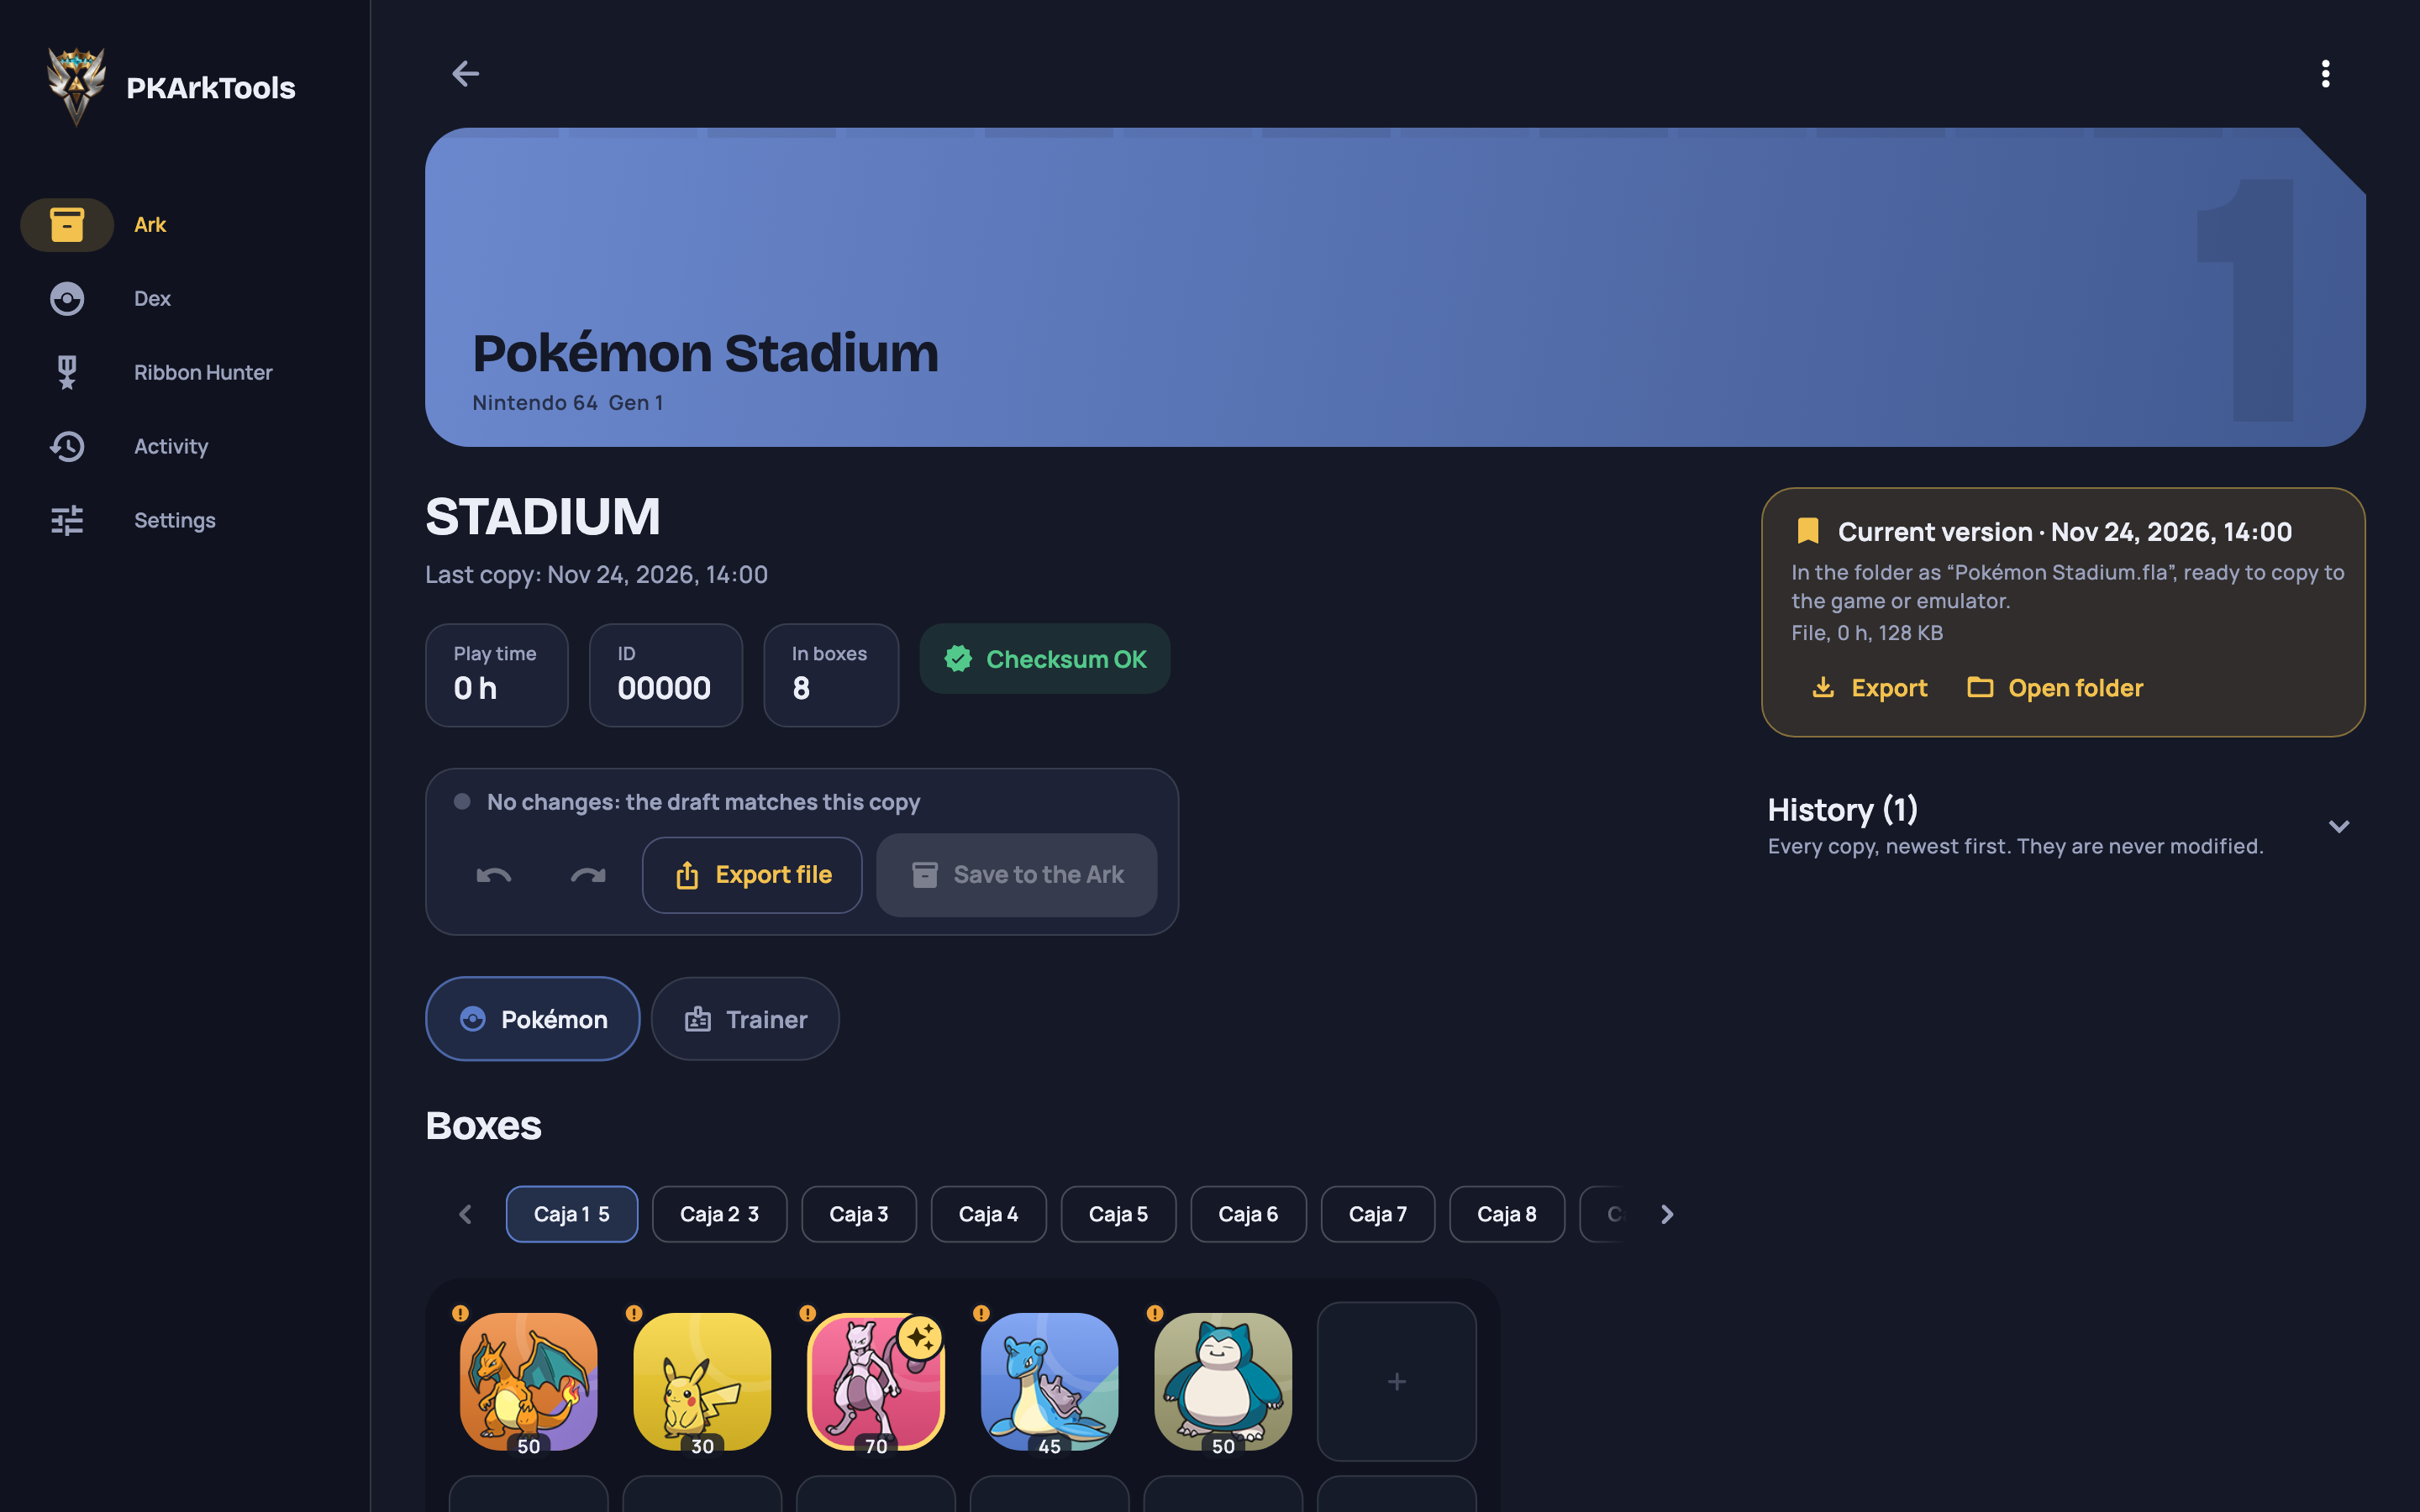 PKArkTools
Ark
Dex
Ribbon Hunter
Activity
Settings
1
Pokémon Stadium
Nintendo 64 Gen 1
STADIUM
Last copy: Nov 24, 2026, 14:00
Play time
0 h
ID
00000
In boxes
8
Checksum OK
No changes: the draft matches this copy
Export file
Save to the Ark
Pokémon
Trainer
Boxes
Caja 1 5
Caja 2 3
Caja 3
Caja 4
Caja 5
Caja 6
Caja 7
Caja 8
50
30
70
45
50
Current version · Nov 24, 2026, 14:00
In the folder as “Pokémon Stadium.fla”, ready to copy to
the game or emulator.
File, 0 h, 128 KB
Export
Open folder
History (1)
Every copy, newest first. They are never modified.